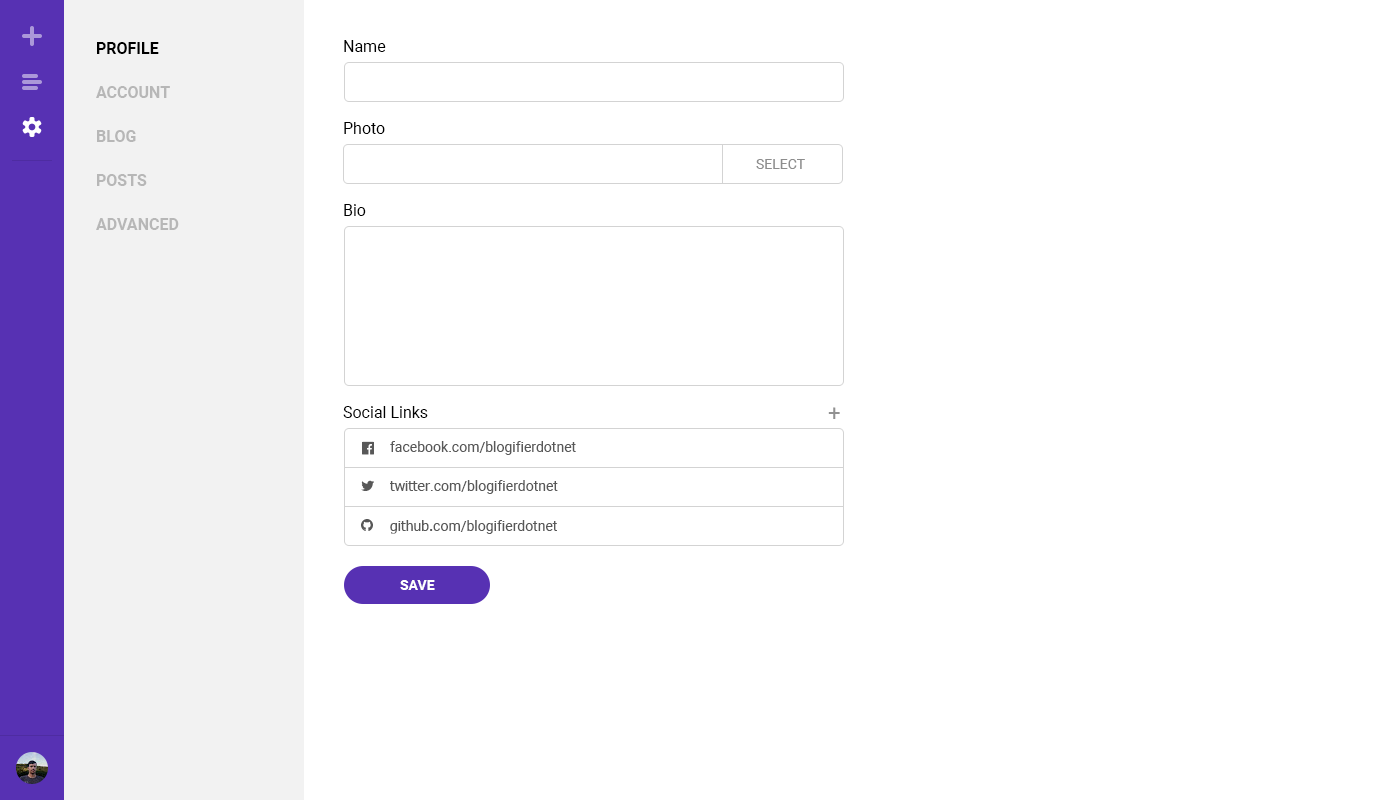 PROFILE
ACCOUNT
BLOG
POSTS
ADVANCED
Name
Photo
SELECT
Bio
Social Links
facebook.com/blogifierdotnet
twitter.com/blogifierdotnet
github.com/blogifierdotnet
SAVE